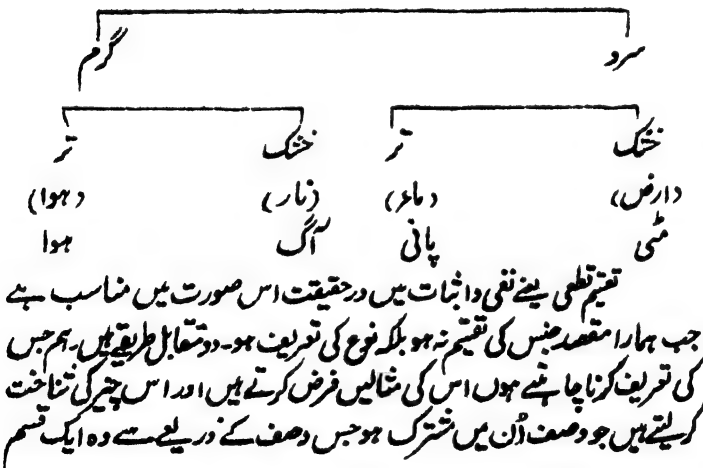 سرد گرم
خشک تر خشک تر
(ارض) (ماء) (نار) (ہوا)
مٹی پانی آگ ہوا
تقسیم قطعی یعنے نفی واثبات میں درحقیقت اس صورت میں مناسب ہے
جب ہمارا مقصد جنس کی تقسیم نہ ہو بلکہ نوع کی تعریف ہو۔ دو متقابل طریقے ہیں۔ ہم جس
کی تعریف کرنا چاہتے ہوں اس کی مثالیں فرض کرتے ہیں اور اس چیز کی شناخت
کرلیتے ہیں جو وصف اُن میں مشترک ہو جس وصف کے ذریعے سے وہ ایک قسم